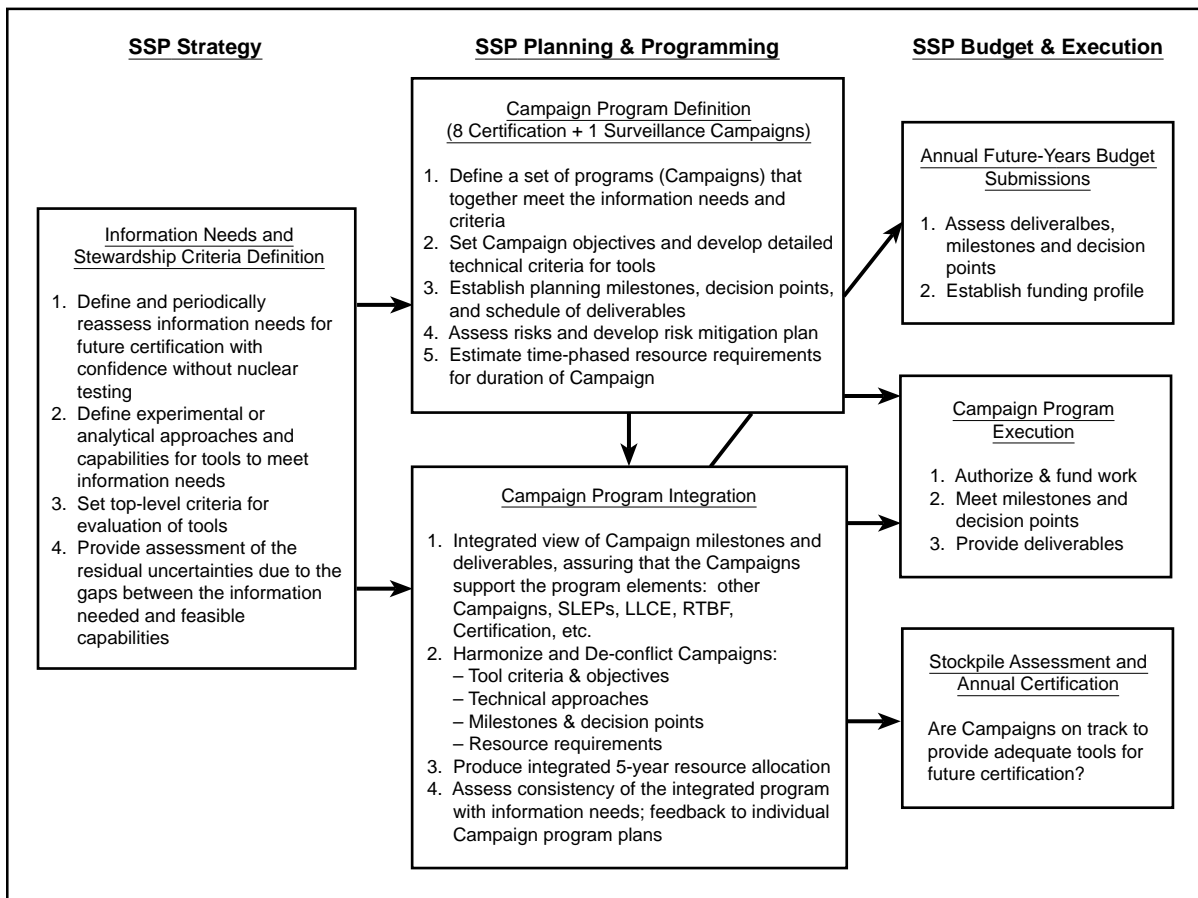 SSP Strategy
SSP Planning & Programming
SSP Budget & Execution
Information Needs and
Stewardship Criteria Definition
1. Define and periodically
reassess information needs for
future certification with
confidence without nuclear
testing
2. Define experimental or
analytical approaches and
capabilities for tools to meet
information needs
3. Set top-level criteria for
evaluation of tools
4. Provide assessment of the
residual uncertainties due to the
gaps between the information
needed and feasible
capabilities
Campaign Program Definition
(8 Certification + 1 Surveillance Campaigns)
1. Define a set of programs (Campaigns) that
together meet the information needs and
criteria
2. Set Campaign objectives and develop detailed
technical criteria for tools
3. Establish planning milestones, decision points,
and schedule of deliverables
4. Assess risks and develop risk mitigation plan
5. Estimate time-phased resource requirements
for duration of Campaign
Campaign Program Integration
1. Integrated view of Campaign milestones and
deliverables, assuring that the Campaigns
support the program elements: other
Campaigns, SLEPs, LLCE, RTBF,
Certification, etc.
2. Harmonize and De-conflict Campaigns:
– Tool criteria & objectives
– Technical approaches
– Milestones & decision points
– Resource requirements
3. Produce integrated 5-year resource allocation
4. Assess consistency of the integrated program
with information needs; feedback to individual
Campaign program plans
Annual Future-Years Budget
Submissions
1. Assess deliveralbes,
milestones and decision
points
2. Establish funding profile
Campaign Program
Execution
1. Authorize & fund work
2. Meet milestones and
decision points
3. Provide deliverables
Stockpile Assessment and
Annual Certification
Are Campaigns on track to
provide adequate tools for
future certification?